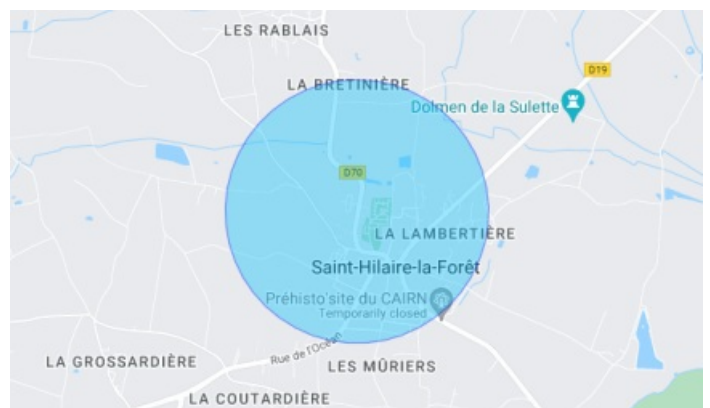 LES RABLAIS
D19
LA BRETINIÈRE
Dolmen de la Sulette
D70
LA LAMBERTIÈRE
Saint-Hilaire-la-Forêt
Préhisto'site du CAIRN
Temporarily closed
Rue de l'Océan
LA GROSSARDIÈRE
LES MÛRIERS
LA COUTARDIÈRE